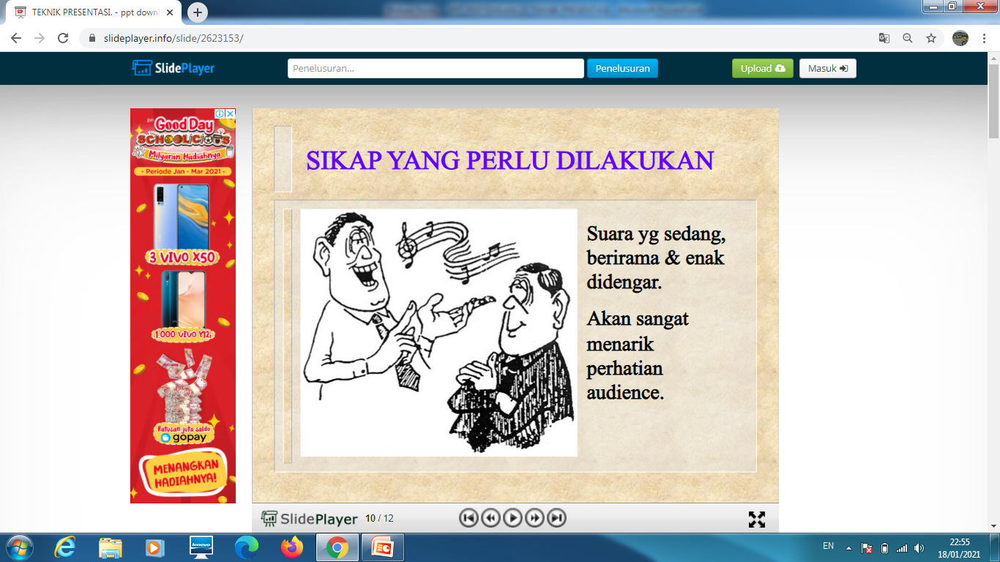 TEKNIK PRESENTASI. - ppt downl
slideplayer.info/slide/2623153/
SlidePlayer
Penelusuran...
Penelusuran
Upload
Masuk
Good Day
SCHOOLICIOUS
Milyaran Hadiahnya
- Periode Jan - Mar 2021 -
3 VIVO X50
1.000 VIVO Y12i
Ratusan juta saldo
gopay
MENANGKAN
HADIAHNYA!
SIKAP YANG PERLU DILAKUKAN
Suara yg sedang,
berirama & enak
didengar.
Akan sangat
menarik
perhatian
audience.
SlidePlayer
10 / 12
lenovo
EN
22:55
18/01/2021